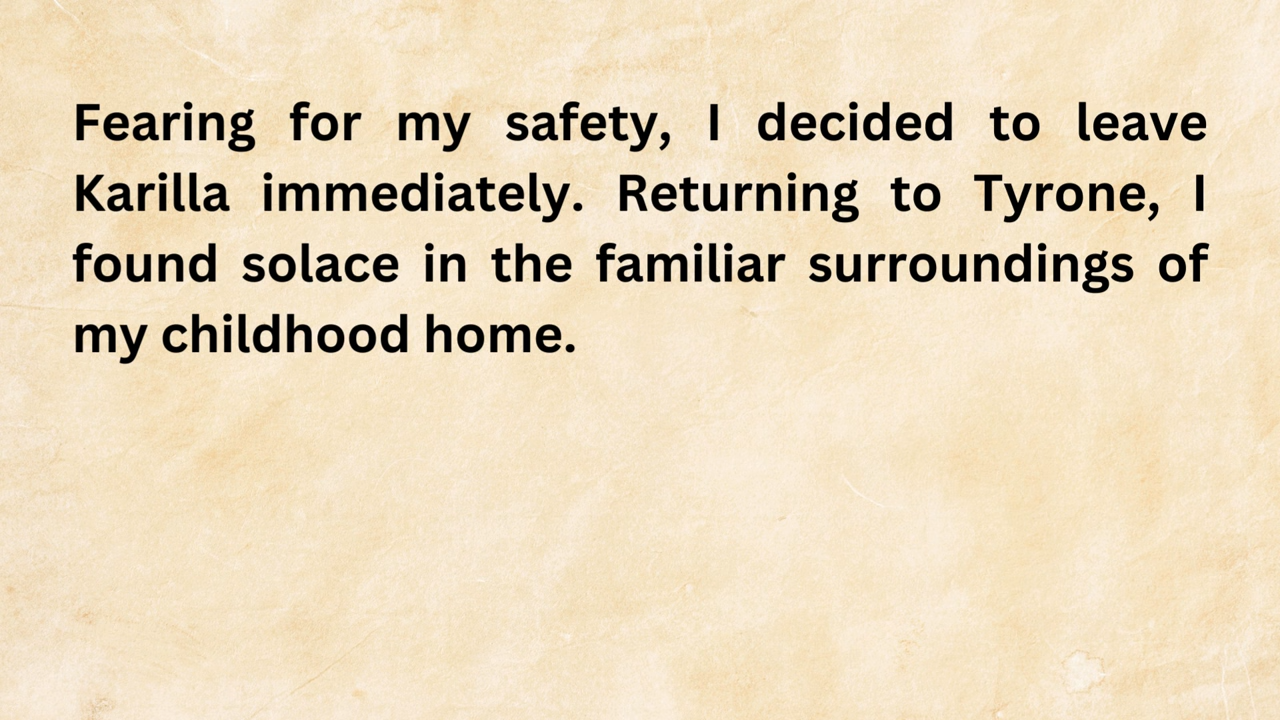 Fearing for my safety, I decided to leave
Karilla immediately. Returning to Tyrone, I
found solace in the familiar surroundings of
my childhood home.